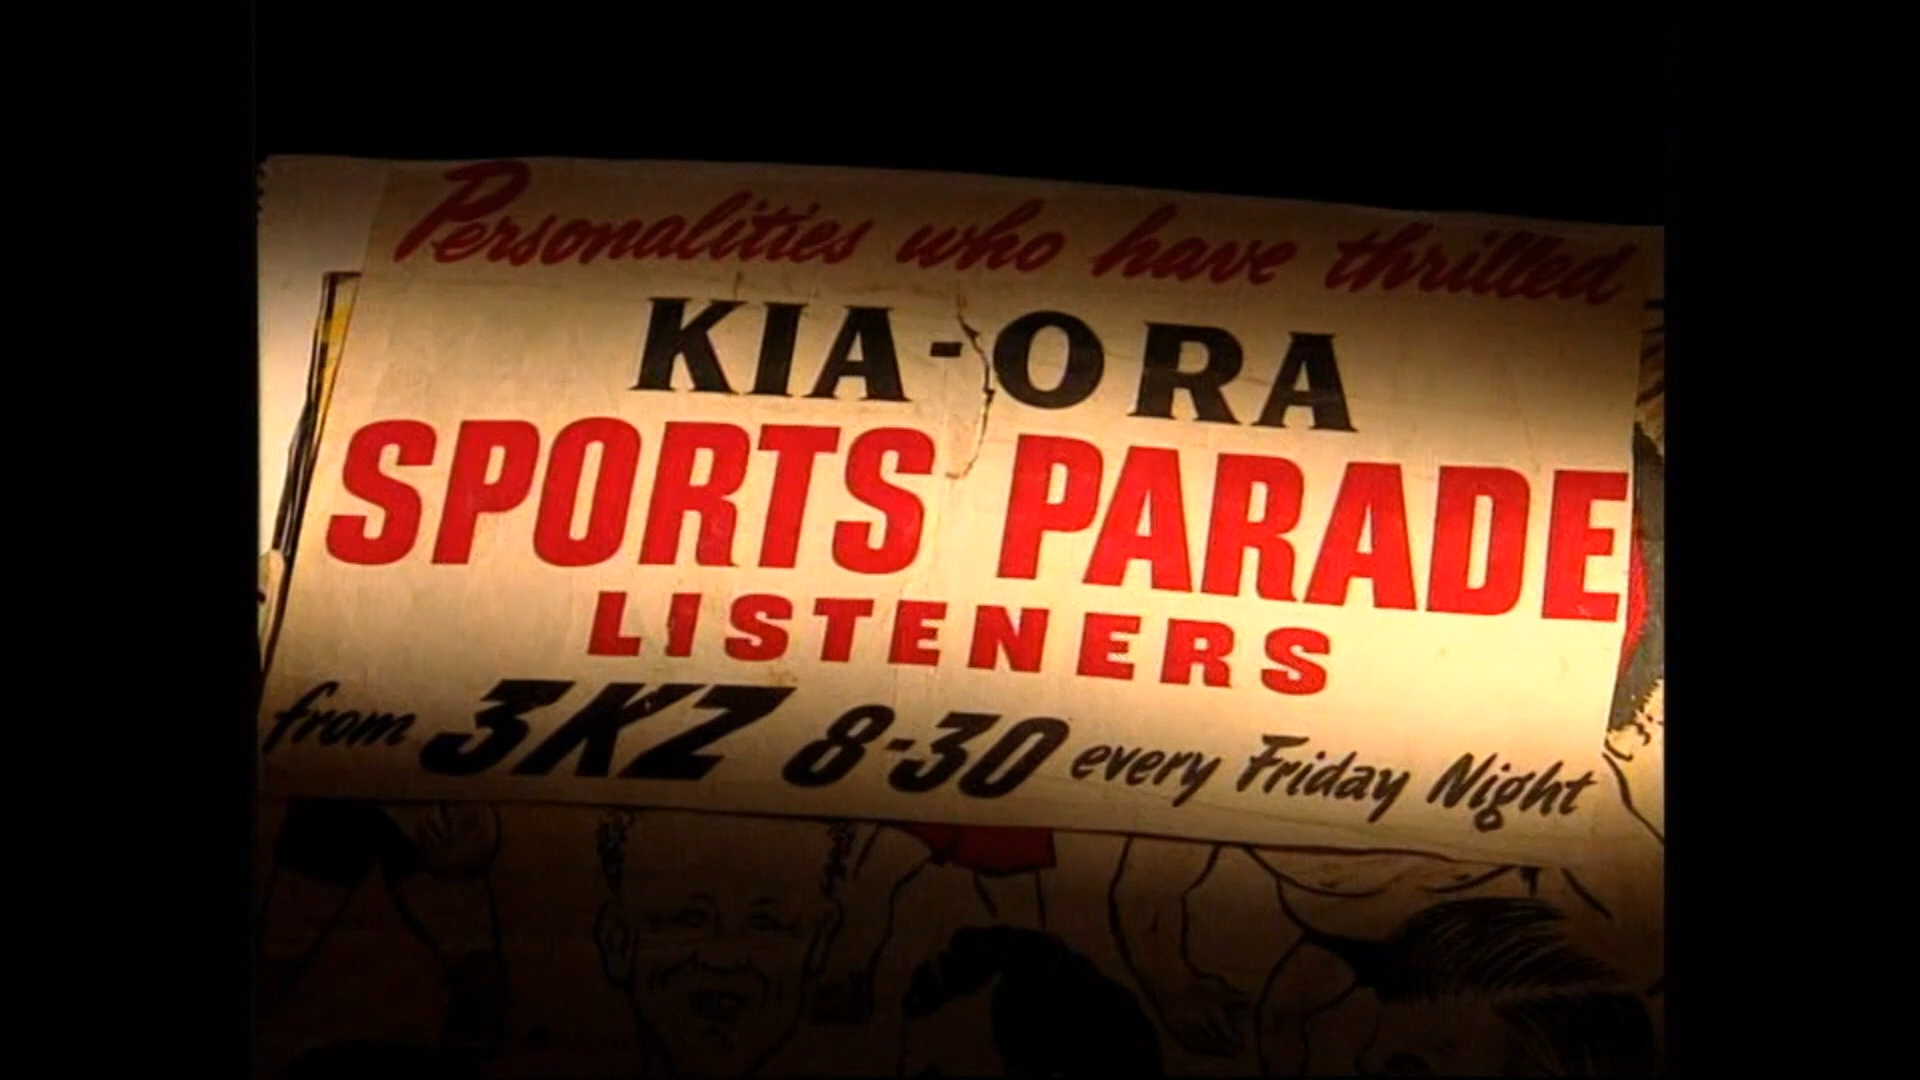 Personalities who have thrilled
KIA-ORA
SPORTS PARADE
LISTENERS
from 3KZ 8-30 every Friday Night